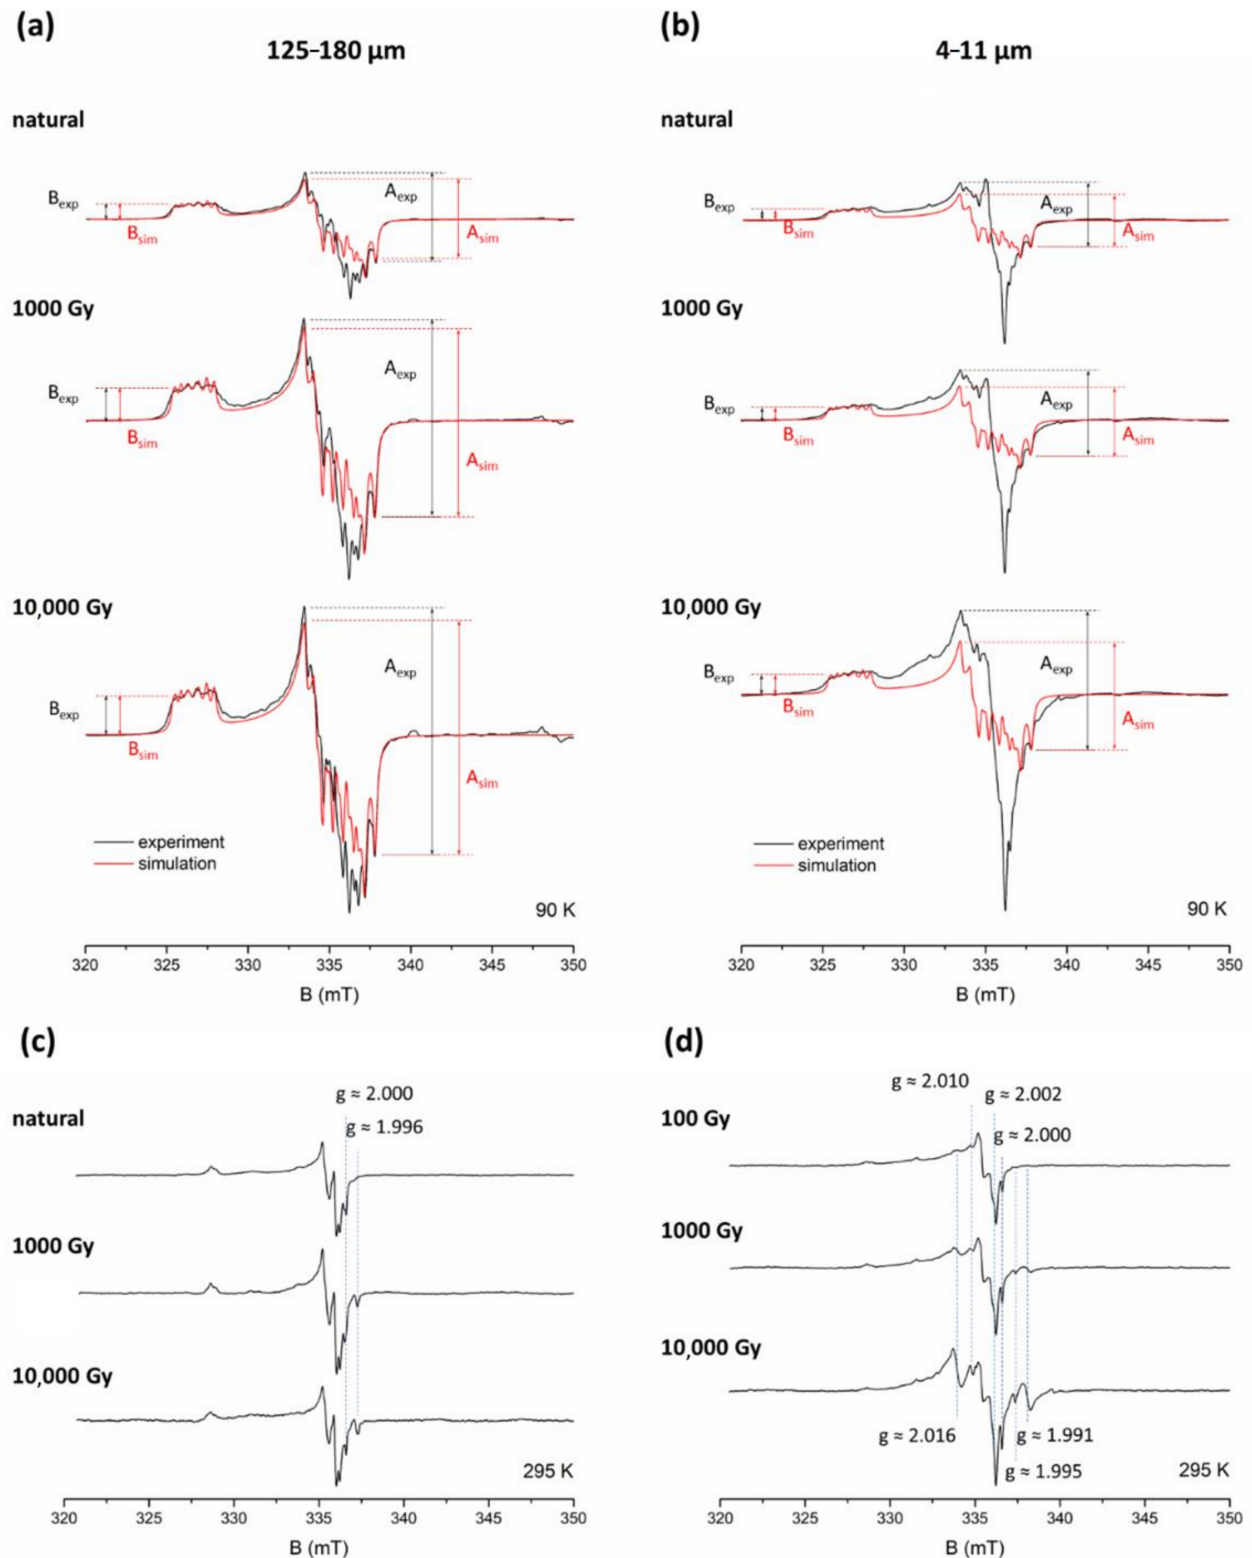 (a)
125–180 µm
natural
B_exp
B_sim
A_exp
A_sim
1000 Gy
B_exp
B_sim
A_exp
A_sim
10,000 Gy
B_exp
B_sim
A_exp
A_sim
experiment
simulation
90 K
320 325 330 335 340 345 350
B (mT)
(b)
4–11 µm
natural
B_exp
B_sim
A_exp
A_sim
1000 Gy
B_exp
B_sim
A_exp
A_sim
10,000 Gy
B_exp
B_sim
A_exp
A_sim
experiment
simulation
90 K
320 325 330 335 340 345 350
B (mT)
(c)
g ≈ 2.000
natural
g ≈ 1.996
1000 Gy
10,000 Gy
295 K
320 325 330 335 340 345 350
B (mT)
(d)
g ≈ 2.010
g ≈ 2.002
100 Gy
g ≈ 2.000
1000 Gy
10,000 Gy
g ≈ 2.016
g ≈ 1.991
g ≈ 1.995
295 K
320 325 330 335 340 345 350
B (mT)